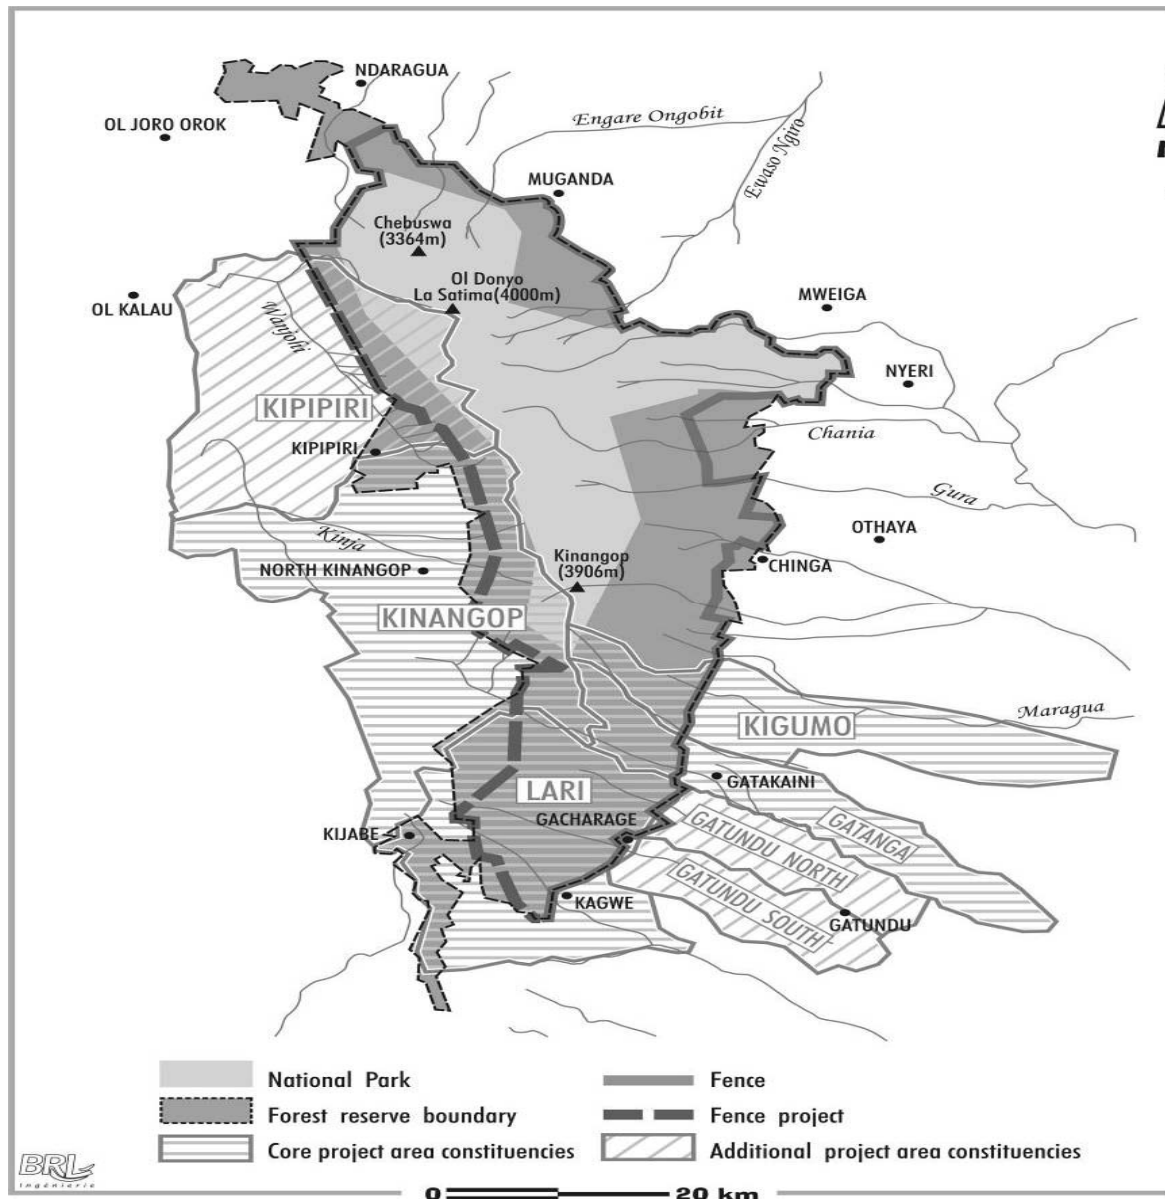 NDARAGUA
OL JORO OROK
Engare Ongobit
Ewaso Ngiro
MUGANDA
Chebuswa
(3364m)
Ol Donyo
La Satima(4000m)
OL KALAU
MWEIGA
Wanjohi
NYERI
KIPIPIRI
Chania
KIPIPIRI
Gura
OTHAYA
Kinja
Kinangop
(3906m)
CHINGA
NORTH KINANGOP
KINANGOP
Maragua
KIGUMO
GATAKAINI
LARI
GACHARAGE
GATUNDU NORTH
GATANGA
KIJABE
GATUNDU SOUTH
KAGWE
GATUNDU
National Park
Fence
Forest reserve boundary
Fence project
Core project area constituencies
Additional project area constituencies
BRL
Ingénierie
0 20 km